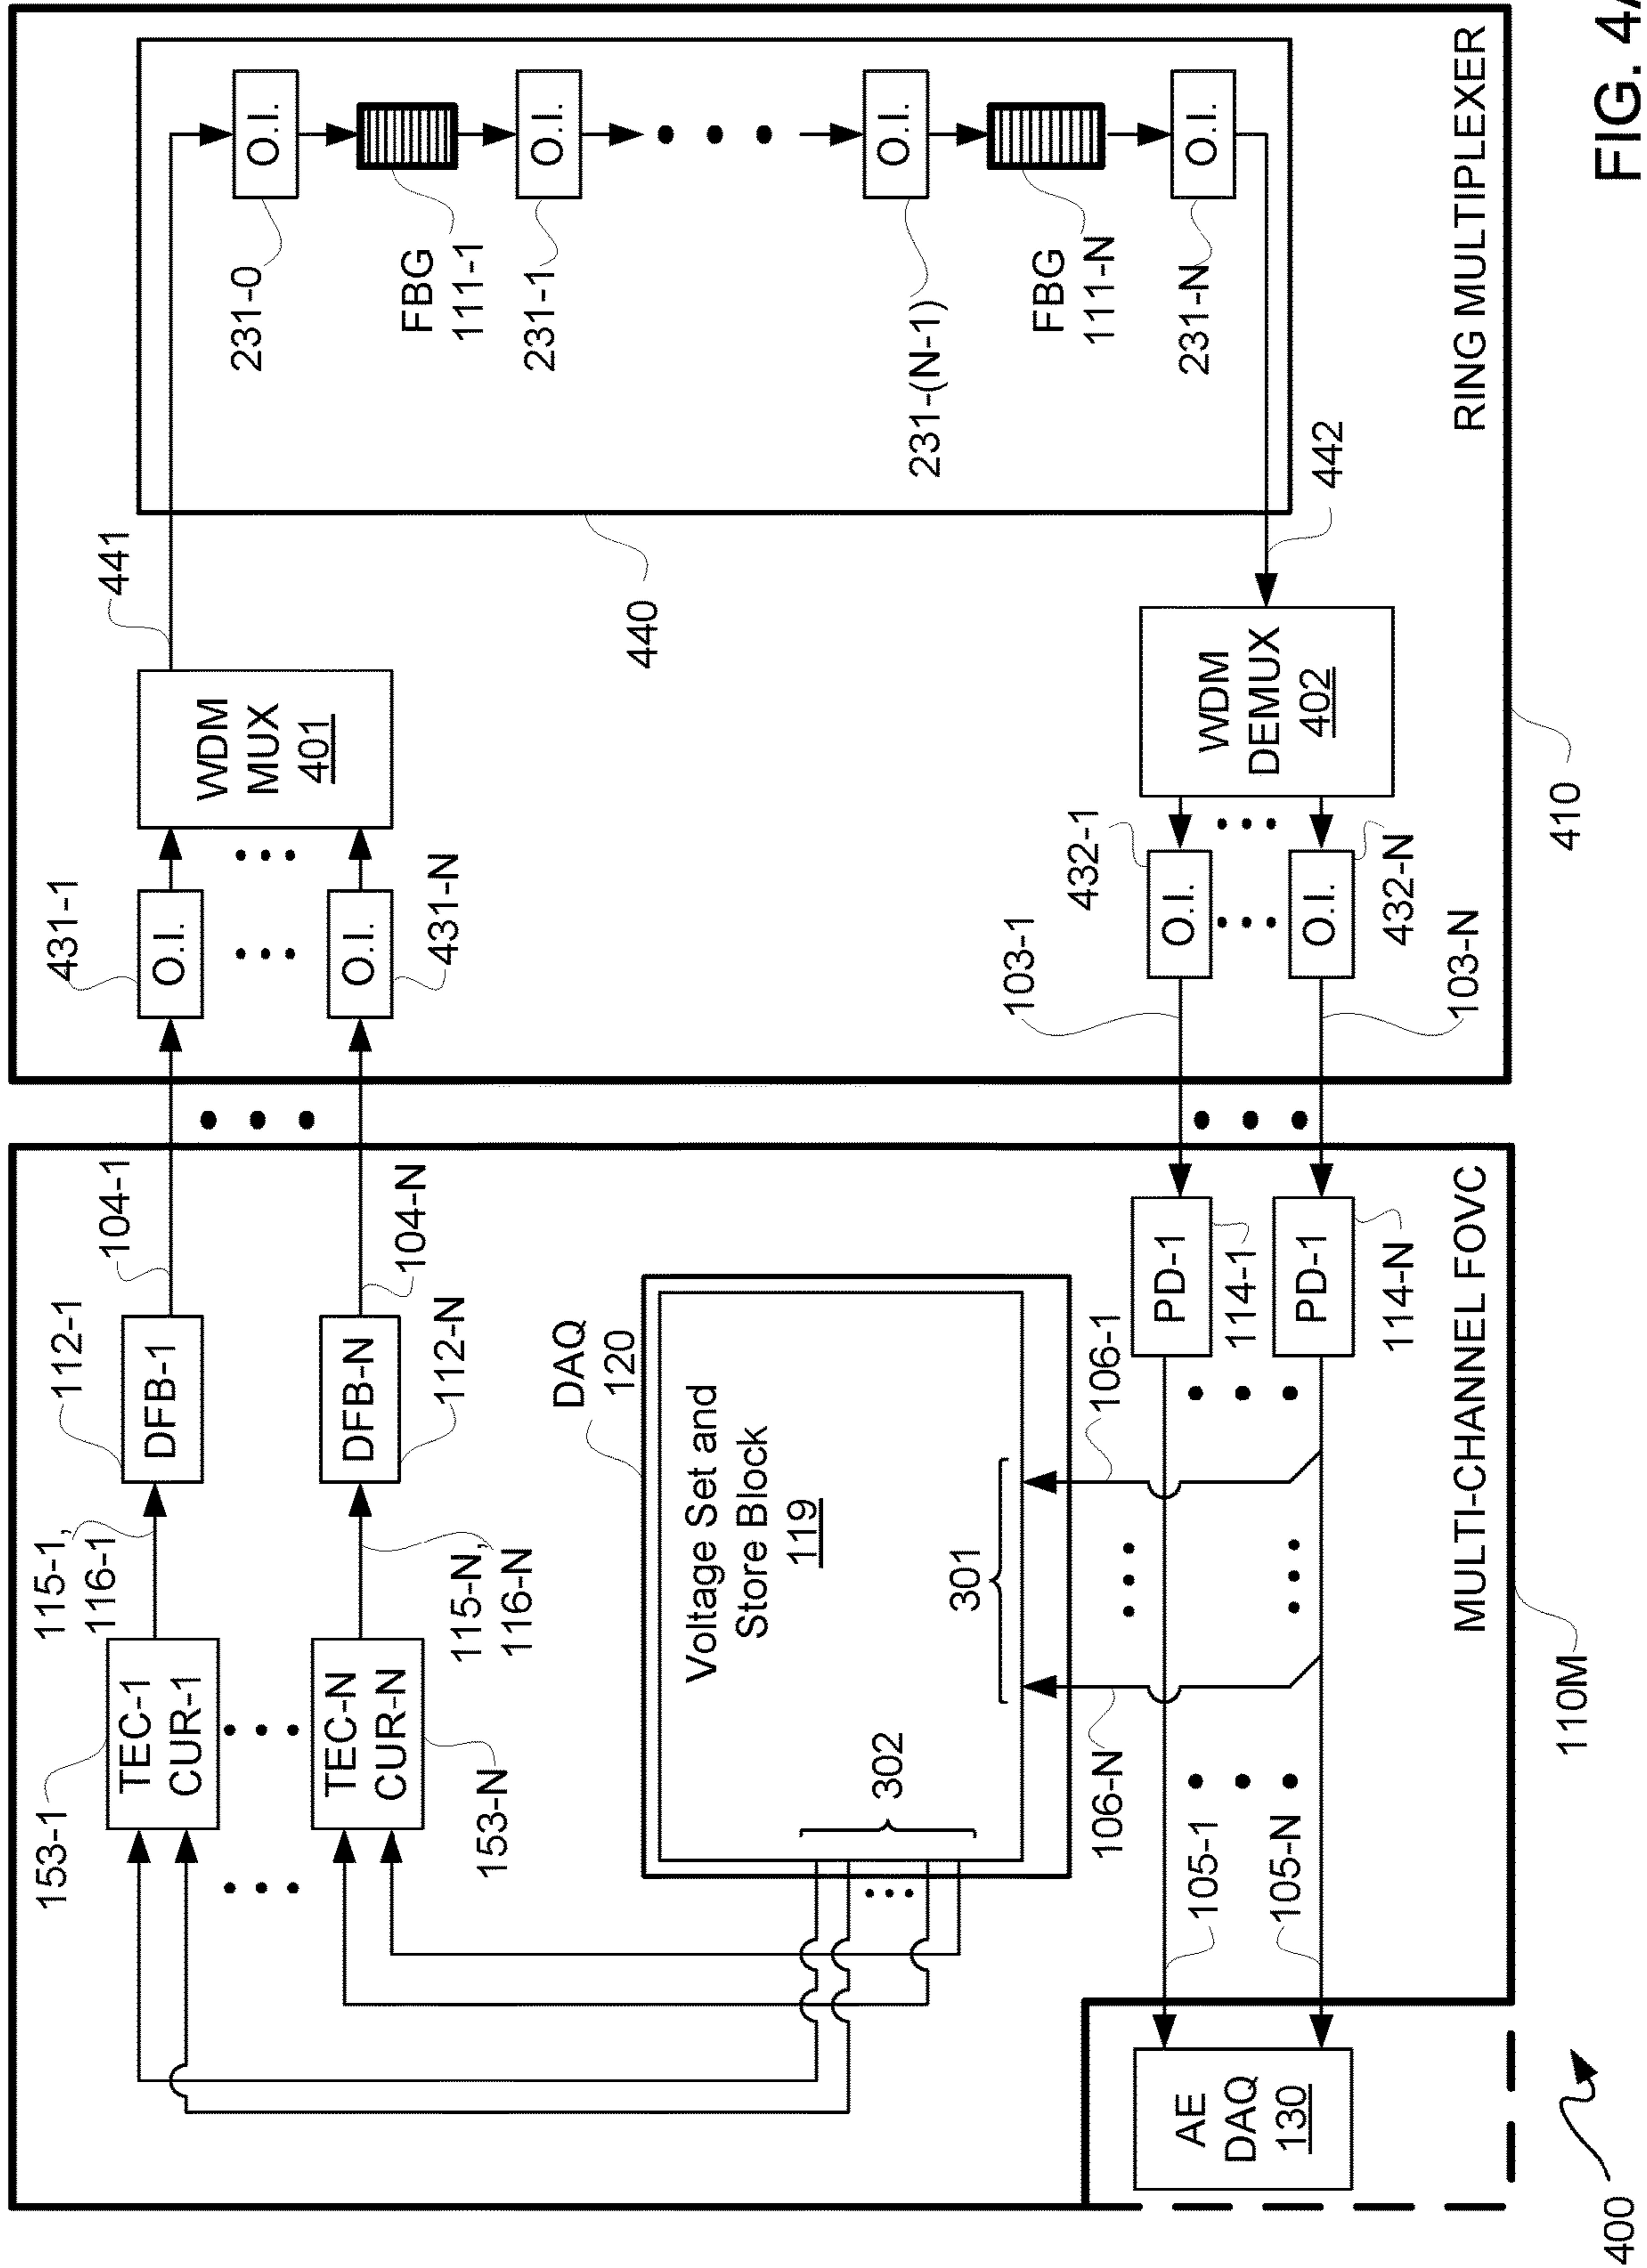 153-1
TEC-1
CUR-1
115-1,
116-1
112-1
DFB-1
104-1
153-N
TEC-N
CUR-N
115-N,
116-N
DFB-N
112-N
104-N
302
Voltage Set and
Store Block
119
DAQ
120
301
106-N
106-1
AE
DAQ
130
105-1
105-N
PD-1
114-1
PD-1
114-N
MULTI-CHANNEL FOVC
110M
400
431-1
O.I.
O.I.
431-N
WDM
MUX
401
441
440
O.I.
231-0
FBG
111-1
O.I.
231-1
O.I.
231-(N-1)
FBG
111-N
O.I.
231-N
442
WDM
DEMUX
402
432-1
O.I.
O.I.
432-N
103-1
103-N
RING MULTIPLEXER
410